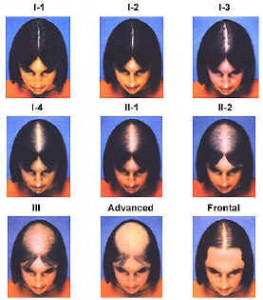 I-1 I-2 I-3
I-4 II-1 II-2
III Advanced Frontal